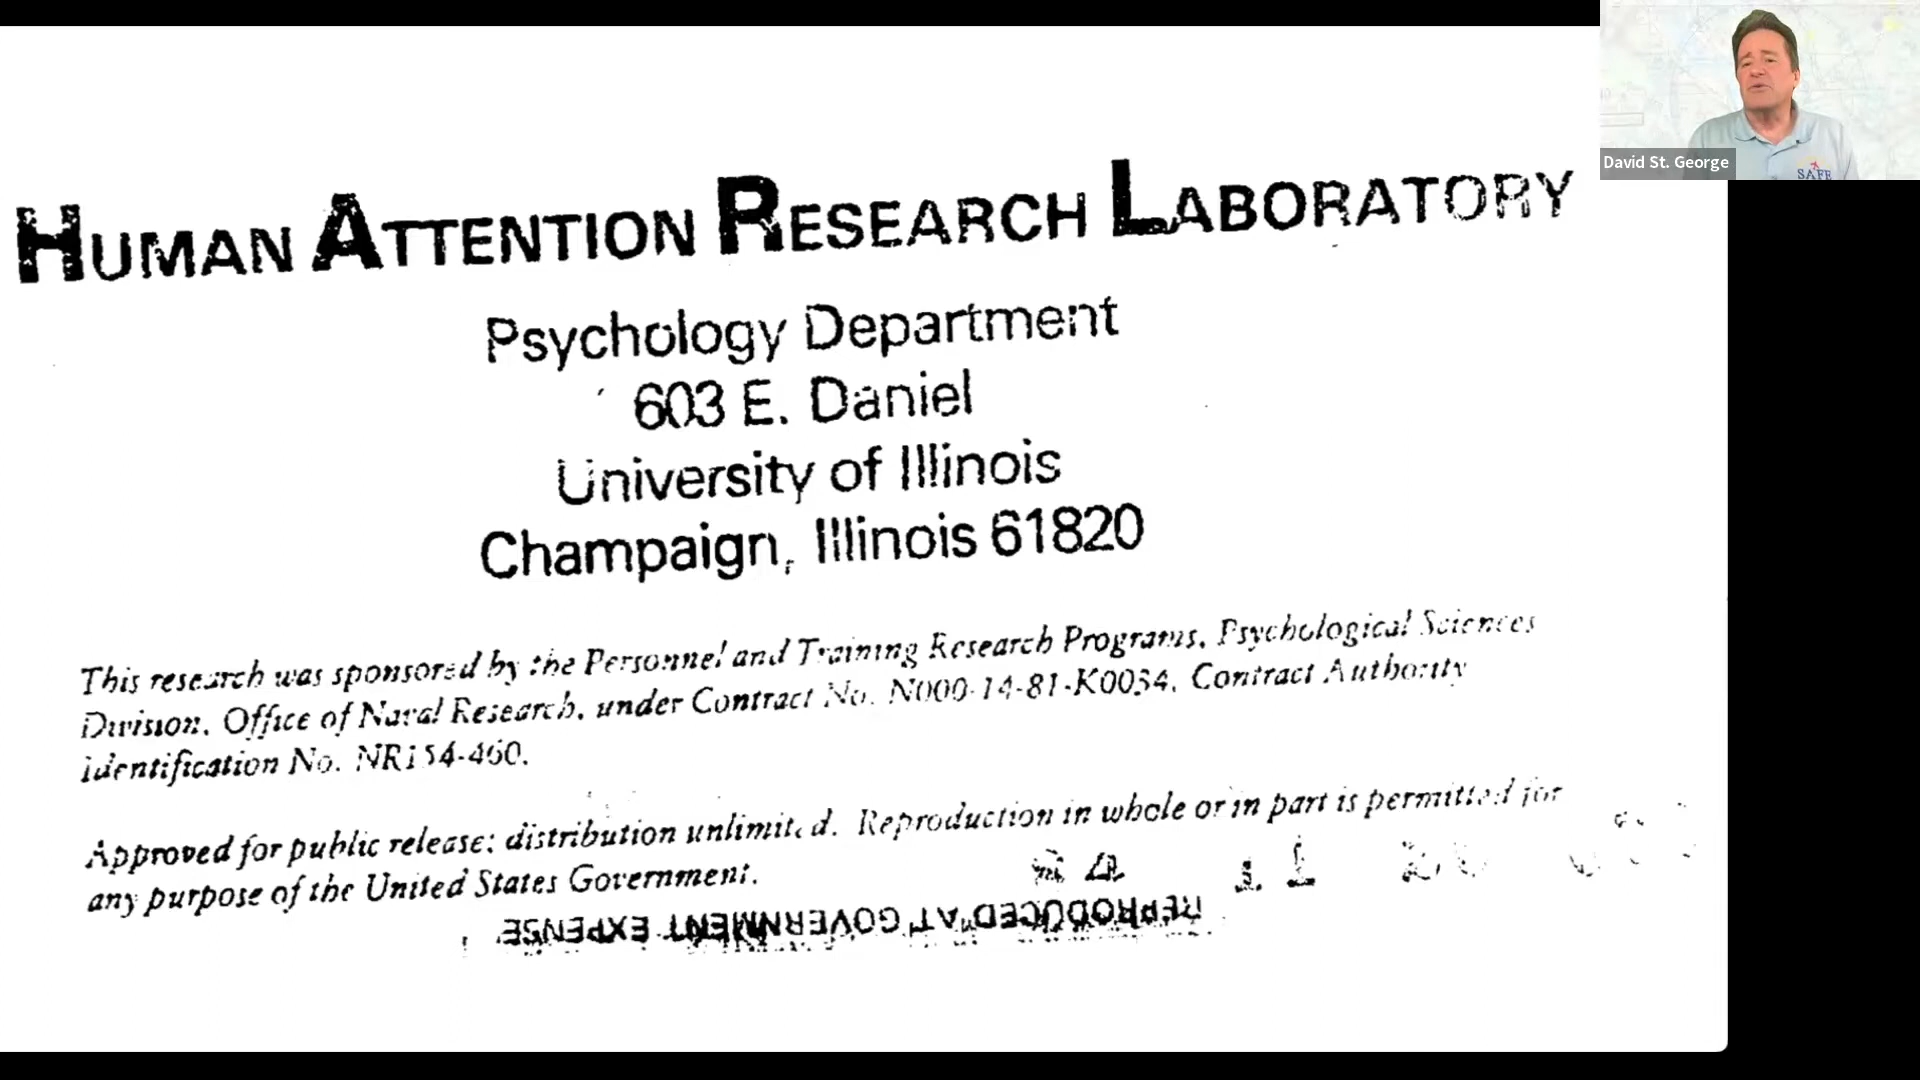 HUMAN ATTENTION RESEARCH LABORATORY
Psychology Department
603 E. Daniel
University of Illinois
Champaign, Illinois 61820
This research was sponsored by the Personnel and Training Research Programs, Psychological Sciences
Division, Office of Naval Research, under Contract No. N000-14-81-K0034, Contract Authority
Identification No. NR154-460.
Approved for public release; distribution unlimited. Reproduction in whole or in part is permitted for
any purpose of the United States Government.
84 11
REPRODUCED AT GOVERNMENT EXPENSE
David St. George
SAFE